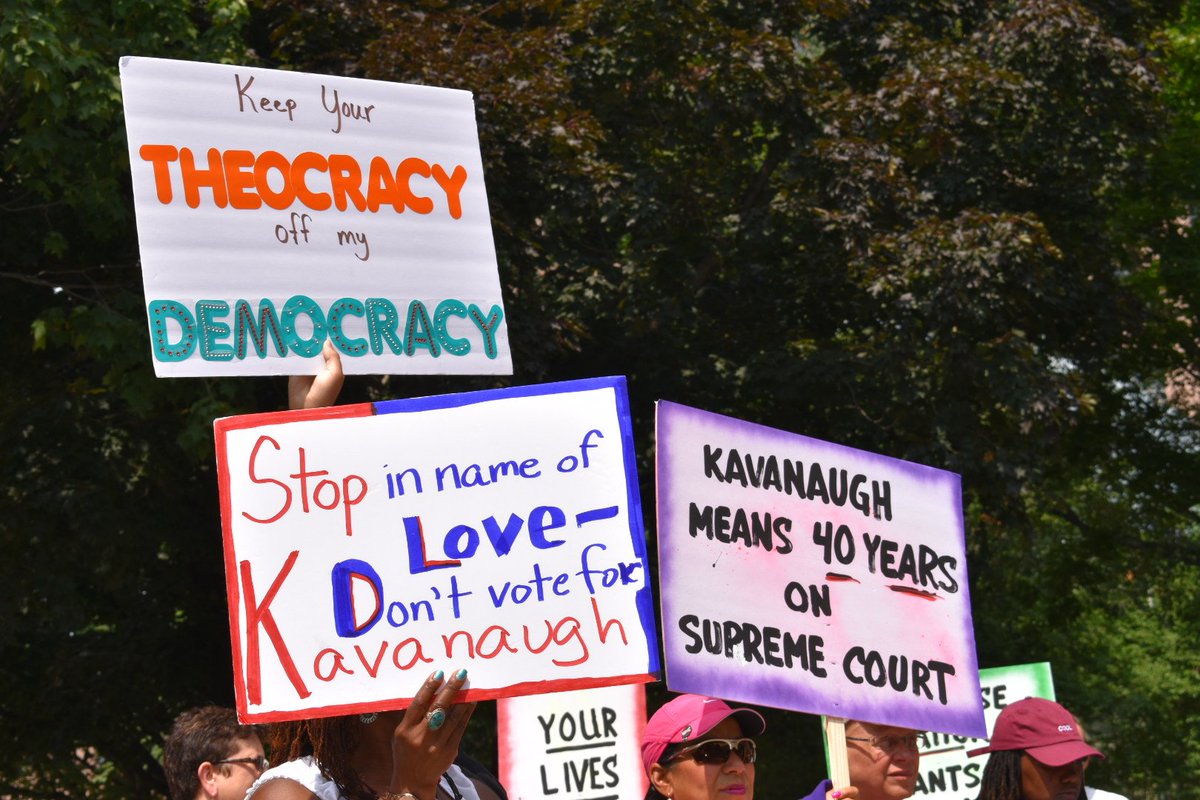 Keep Your
THEOCRACY
off my
DEMOCRACY
Stop in name of
Love-
Don't vote for
Kavanaugh
KAVANAUGH
MEANS 40 YEARS
ON
SUPREME COURT
YOUR
LIVES
COOL